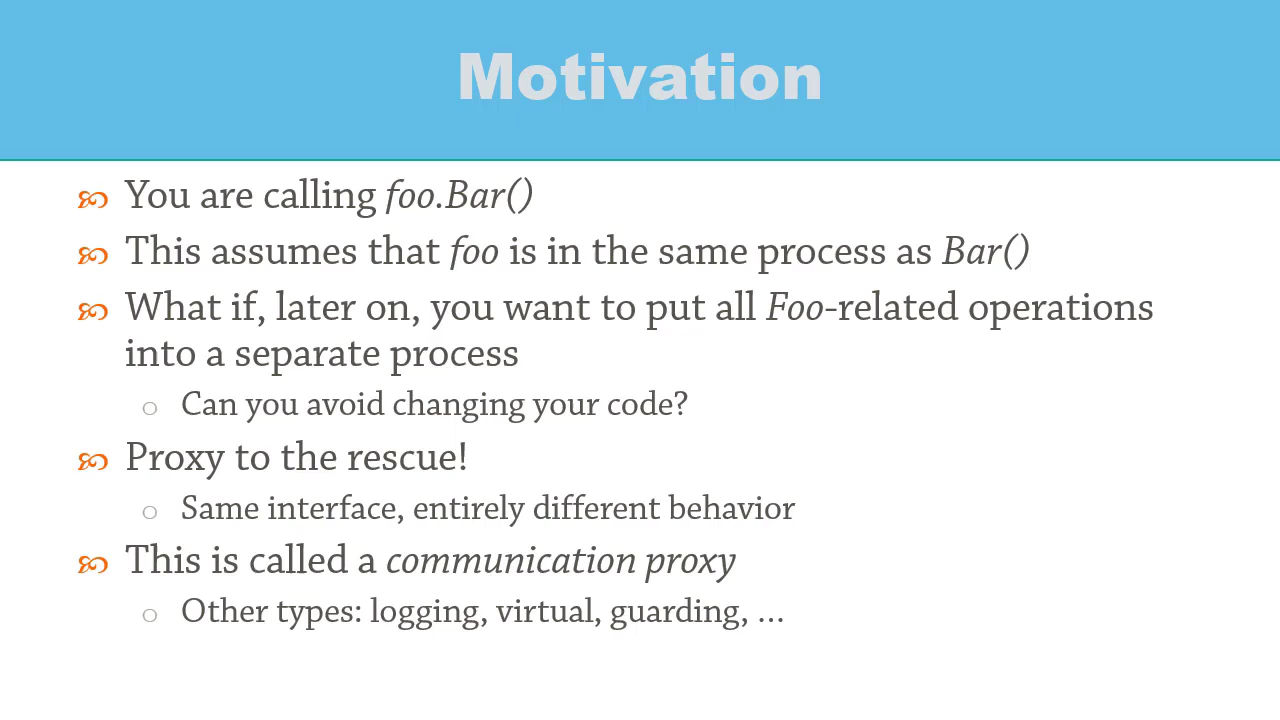 Motivation
You are calling foo.Bar()
This assumes that foo is in the same process as Bar()
What if, later on, you want to put all Foo-related operations
into a separate process
Can you avoid changing your code?
Proxy to the rescue!
Same interface, entirely different behavior
This is called a communication proxy
Other types: logging, virtual, guarding, …